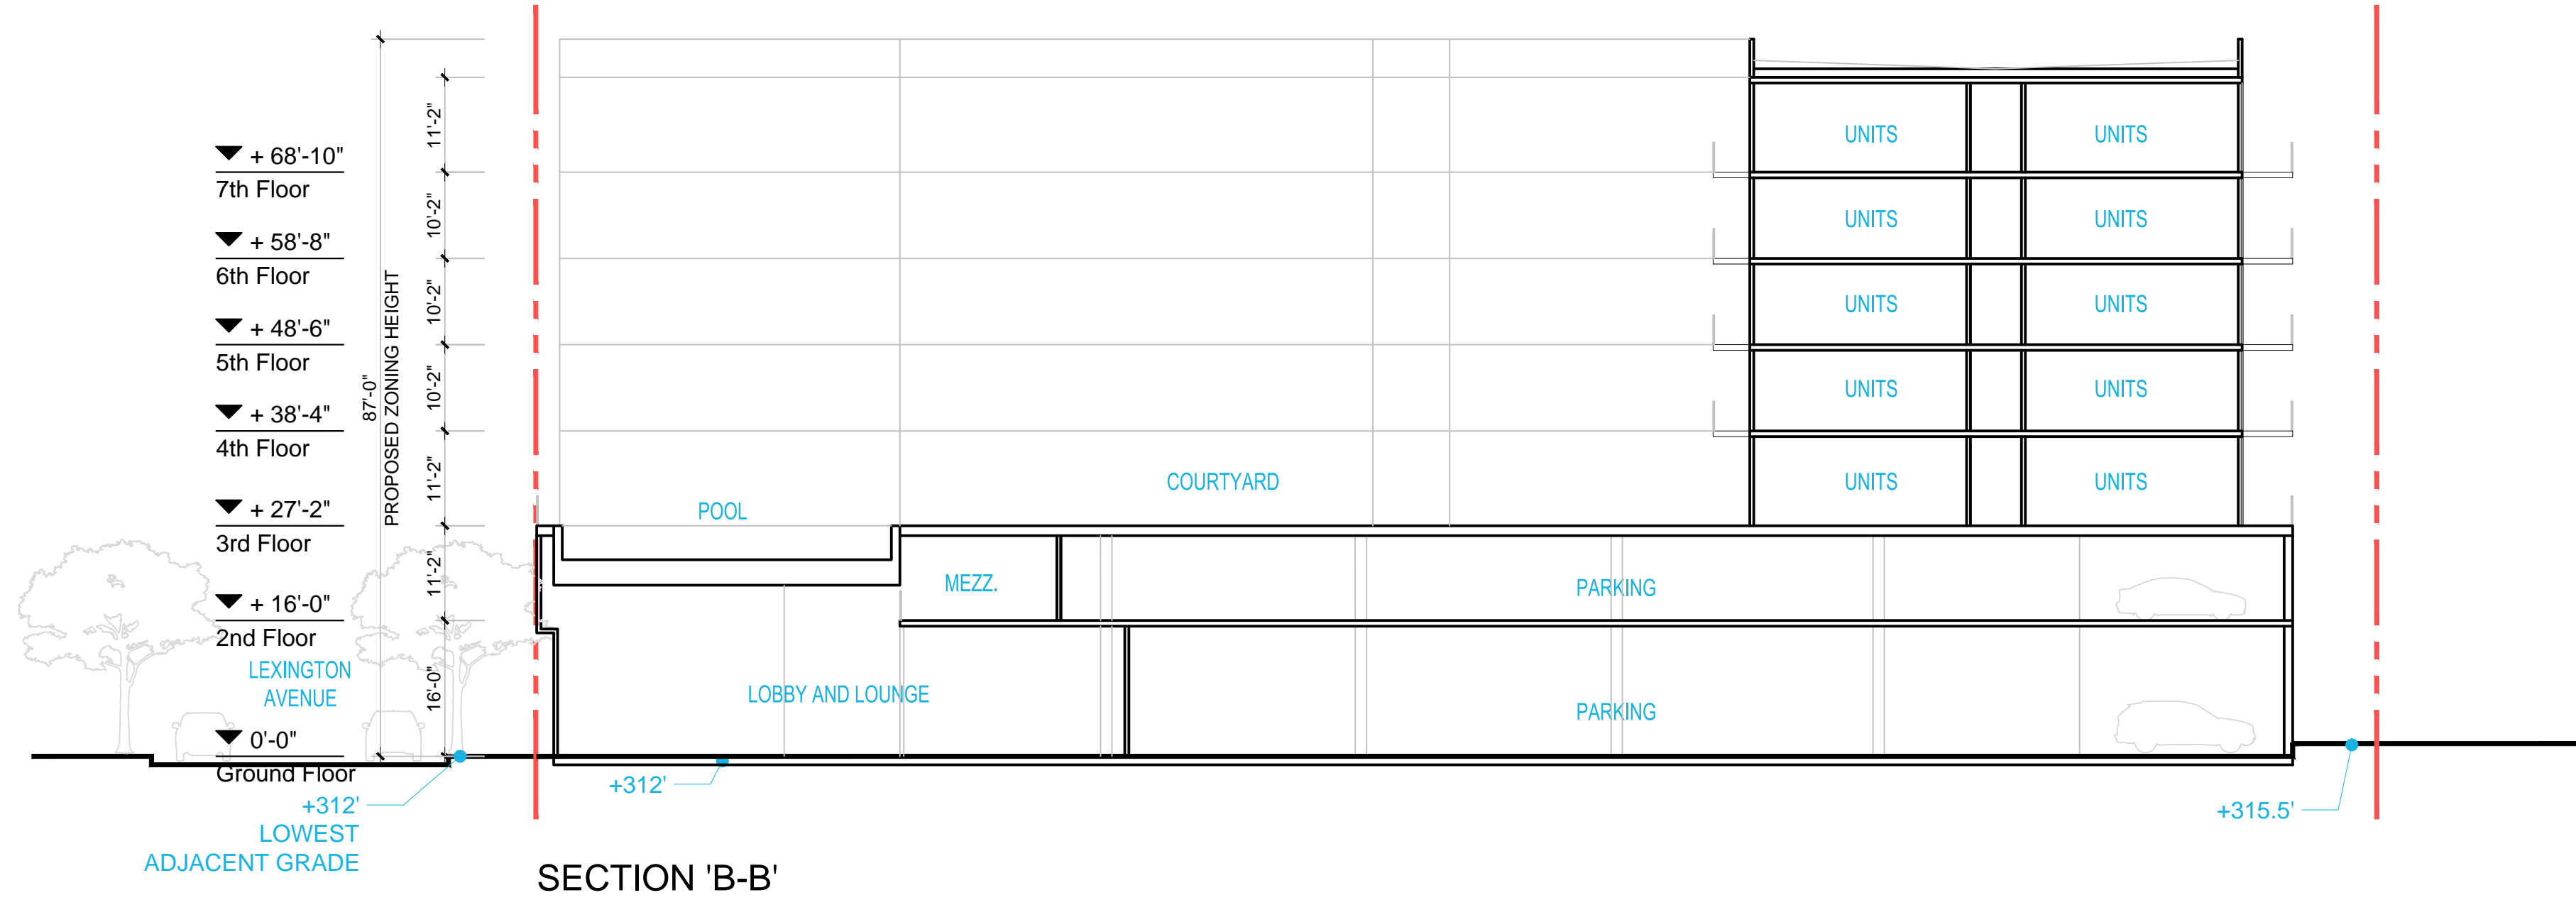 11'-2"
+ 68'-10"
7th Floor
10'-2"
+ 58'-8"
6th Floor
10'-2"
+ 48'-6"
5th Floor
10'-2"
+ 38'-4"
4th Floor
11'-2"
+ 27'-2"
3rd Floor
11'-2"
+ 16'-0"
2nd Floor
16'-0"
0'-0"
Ground Floor
87'-0"
PROPOSED ZONING HEIGHT
LEXINGTON
AVENUE
+312'
LOWEST
ADJACENT GRADE
UNITS UNITS
UNITS UNITS
UNITS UNITS
UNITS UNITS
UNITS UNITS
COURTYARD
POOL
MEZZ.
PARKING
LOBBY AND LOUNGE
PARKING
+312'
+315.5'
SECTION 'B-B'